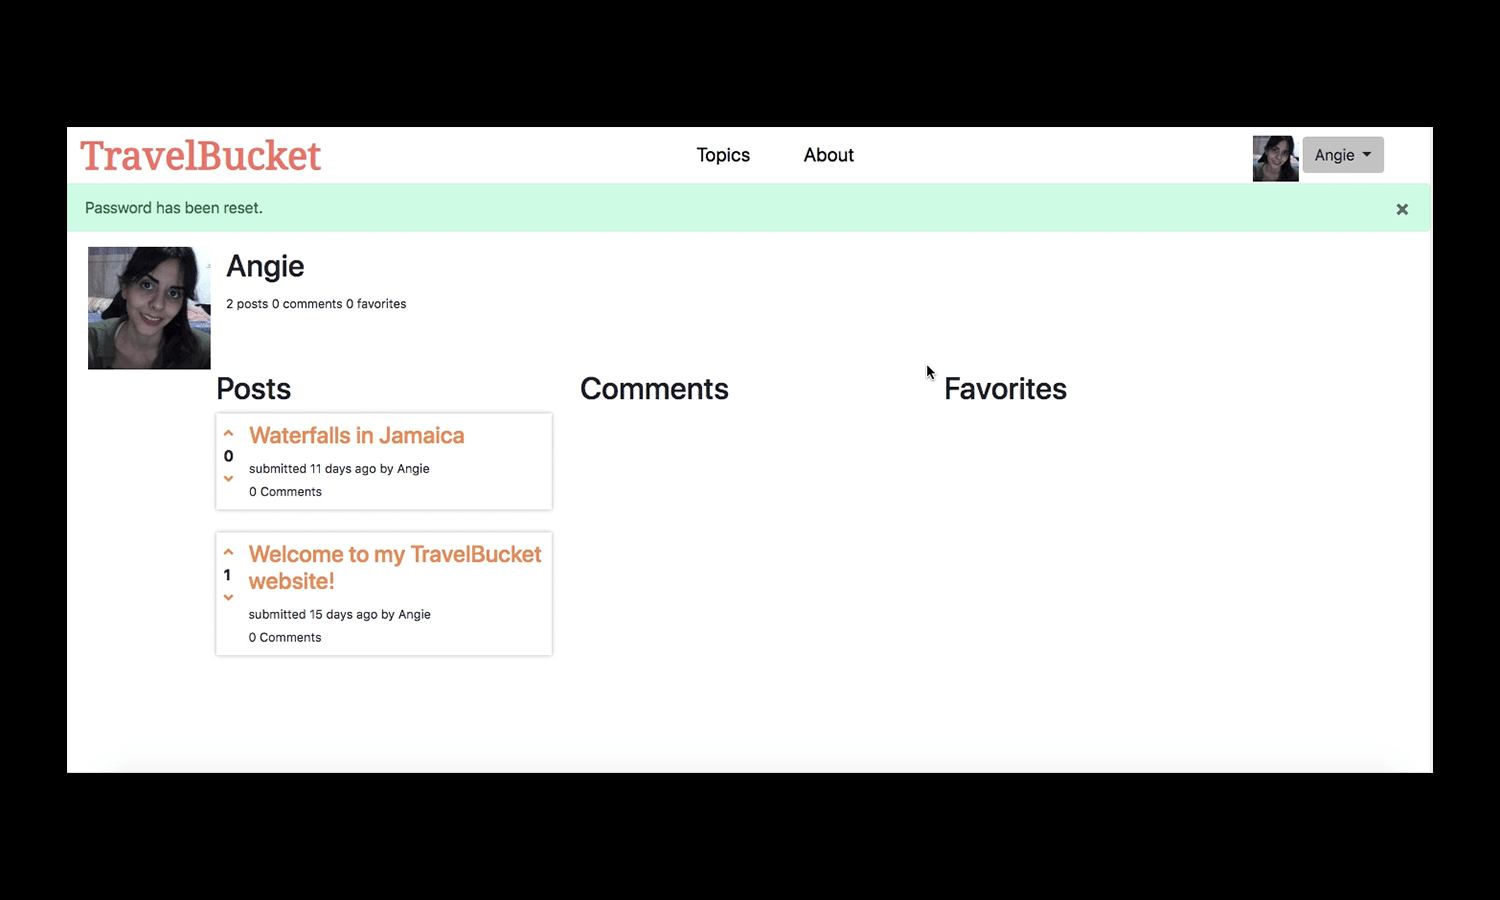 TravelBucket
Topics
About
Angie
Password has been reset.
×
Angie
2 posts 0 comments 0 favorites
Posts
Waterfalls in Jamaica
0
submitted 11 days ago by Angie
0 Comments
Welcome to my TravelBucket
website!
1
submitted 15 days ago by Angie
0 Comments
Comments
Favorites